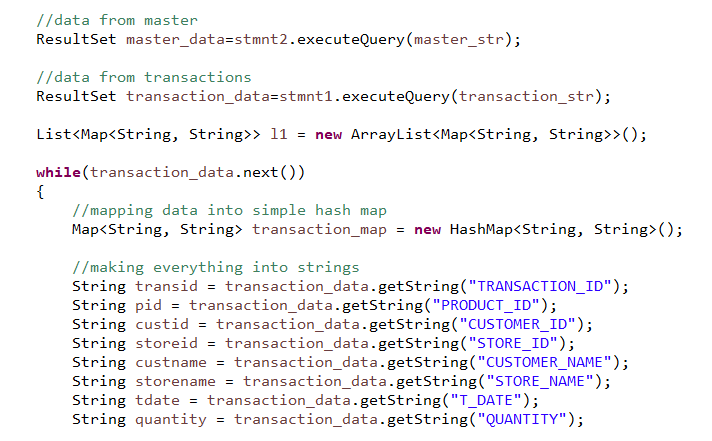 //data from master
ResultSet master_data=stmnt2.executeQuery(master_str);
//data from transactions
ResultSet transaction_data=stmnt1.executeQuery(transaction_str);
List<Map<String, String>> l1 = new ArrayList<Map<String, String>>();
while(transaction_data.next())
{
//mapping data into simple hash map
Map<String, String> transaction_map = new HashMap<String, String>();
//making everything into strings
String transid = transaction_data.getString("TRANSACTION_ID");
String pid = transaction_data.getString("PRODUCT_ID");
String custid = transaction_data.getString("CUSTOMER_ID");
String storeid = transaction_data.getString("STORE_ID");
String custname = transaction_data.getString("CUSTOMER_NAME");
String storename = transaction_data.getString("STORE_NAME");
String tdate = transaction_data.getString("T_DATE");
String quantity = transaction_data.getString("QUANTITY");